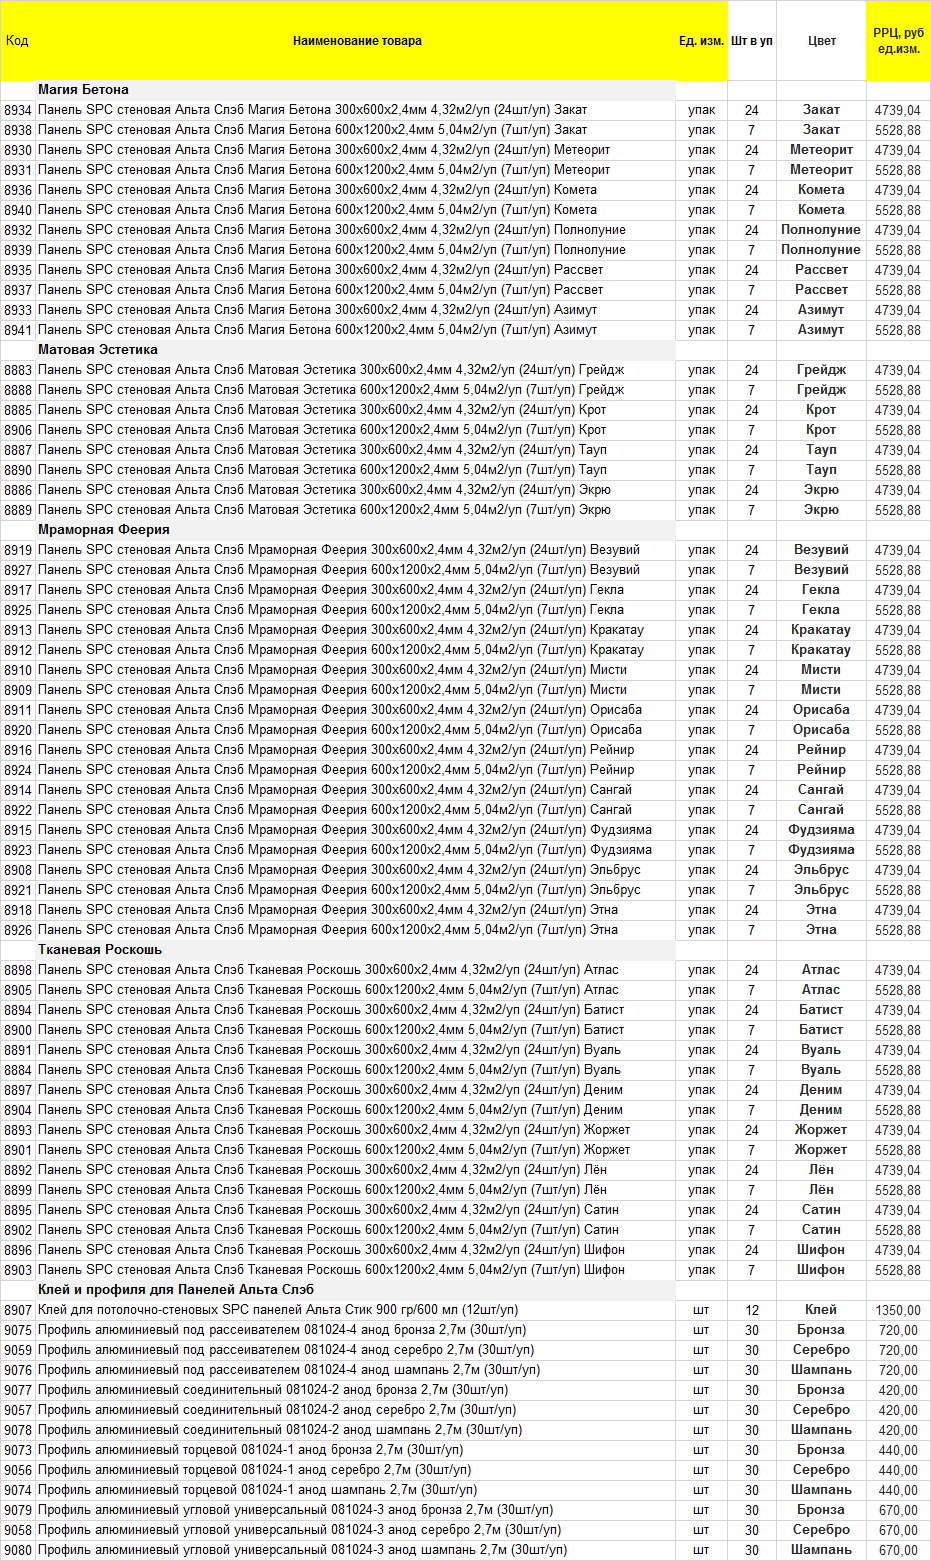 Код Наименование товара Ед. изм. Шт в уп Цвет РРЦ, руб ед.изм.
Магия Бетона
8934 Панель SPC стеновая Альта Слэб Магия Бетона 300х600х2,4мм 4,32м2/уп (24шт/уп) Закат упак 24 Закат 4739,04
8938 Панель SPC стеновая Альта Слэб Магия Бетона 600х1200х2,4мм 5,04м2/уп (7шт/уп) Закат упак 7 Закат 5528,88
8930 Панель SPC стеновая Альта Слэб Магия Бетона 300х600х2,4мм 4,32м2/уп (24шт/уп) Метеорит упак 24 Метеорит 4739,04
8931 Панель SPC стеновая Альта Слэб Магия Бетона 600х1200х2,4мм 5,04м2/уп (7шт/уп) Метеорит упак 7 Метеорит 5528,88
8936 Панель SPC стеновая Альта Слэб Магия Бетона 300х600х2,4мм 4,32м2/уп (24шт/уп) Комета упак 24 Комета 4739,04
8940 Панель SPC стеновая Альта Слэб Магия Бетона 600х1200х2,4мм 5,04м2/уп (7шт/уп) Комета упак 7 Комета 5528,88
8932 Панель SPC стеновая Альта Слэб Магия Бетона 300х600х2,4мм 4,32м2/уп (24шт/уп) Полнолуние упак 24 Полнолуние 4739,04
8939 Панель SPC стеновая Альта Слэб Магия Бетона 600х1200х2,4мм 5,04м2/уп (7шт/уп) Полнолуние упак 7 Полнолуние 5528,88
8935 Панель SPC стеновая Альта Слэб Магия Бетона 300х600х2,4мм 4,32м2/уп (24шт/уп) Рассвет упак 24 Рассвет 4739,04
8937 Панель SPC стеновая Альта Слэб Магия Бетона 600х1200х2,4мм 5,04м2/уп (7шт/уп) Рассвет упак 7 Рассвет 5528,88
8933 Панель SPC стеновая Альта Слэб Магия Бетона 300х600х2,4мм 4,32м2/уп (24шт/уп) Азимут упак 24 Азимут 4739,04
8941 Панель SPC стеновая Альта Слэб Магия Бетона 600х1200х2,4мм 5,04м2/уп (7шт/уп) Азимут упак 7 Азимут 5528,88
Матовая Эстетика
8883 Панель SPC стеновая Альта Слэб Матовая Эстетика 300х600х2,4мм 4,32м2/уп (24шт/уп) Грейдж упак 24 Грейдж 4739,04
8888 Панель SPC стеновая Альта Слэб Матовая Эстетика 600х1200х2,4мм 5,04м2/уп (7шт/уп) Грейдж упак 7 Грейдж 5528,88
8885 Панель SPC стеновая Альта Слэб Матовая Эстетика 300х600х2,4мм 4,32м2/уп (24шт/уп) Крот упак 24 Крот 4739,04
8906 Панель SPC стеновая Альта Слэб Матовая Эстетика 600х1200х2,4мм 5,04м2/уп (7шт/уп) Крот упак 7 Крот 5528,88
8887 Панель SPC стеновая Альта Слэб Матовая Эстетика 300х600х2,4мм 4,32м2/уп (24шт/уп) Тауп упак 24 Тауп 4739,04
8890 Панель SPC стеновая Альта Слэб Матовая Эстетика 600х1200х2,4мм 5,04м2/уп (7шт/уп) Тауп упак 7 Тауп 5528,88
8886 Панель SPC стеновая Альта Слэб Матовая Эстетика 300х600х2,4мм 4,32м2/уп (24шт/уп) Экрю упак 24 Экрю 4739,04
8889 Панель SPC стеновая Альта Слэб Матовая Эстетика 600х1200х2,4мм 5,04м2/уп (7шт/уп) Экрю упак 7 Экрю 5528,88
Мраморная Феерия
8919 Панель SPC стеновая Альта Слэб Мраморная Феерия 300х600х2,4мм 4,32м2/уп (24шт/уп) Везувий упак 24 Везувий 4739,04
8927 Панель SPC стеновая Альта Слэб Мраморная Феерия 600х1200х2,4мм 5,04м2/уп (7шт/уп) Везувий упак 7 Везувий 5528,88
8917 Панель SPC стеновая Альта Слэб Мраморная Феерия 300х600х2,4мм 4,32м2/уп (24шт/уп) Гекла упак 24 Гекла 4739,04
8925 Панель SPC стеновая Альта Слэб Мраморная Феерия 600х1200х2,4мм 5,04м2/уп (7шт/уп) Гекла упак 7 Гекла 5528,88
8913 Панель SPC стеновая Альта Слэб Мраморная Феерия 300х600х2,4мм 4,32м2/уп (24шт/уп) Кракатау упак 24 Кракатау 4739,04
8912 Панель SPC стеновая Альта Слэб Мраморная Феерия 600х1200х2,4мм 5,04м2/уп (7шт/уп) Кракатау упак 7 Кракатау 5528,88
8910 Панель SPC стеновая Альта Слэб Мраморная Феерия 300х600х2,4мм 4,32м2/уп (24шт/уп) Мисти упак 24 Мисти 4739,04
8909 Панель SPC стеновая Альта Слэб Мраморная Феерия 600х1200х2,4мм 5,04м2/уп (7шт/уп) Мисти упак 7 Мисти 5528,88
8911 Панель SPC стеновая Альта Слэб Мраморная Феерия 300х600х2,4мм 4,32м2/уп (24шт/уп) Орисаба упак 24 Орисаба 4739,04
8920 Панель SPC стеновая Альта Слэб Мраморная Феерия 600х1200х2,4мм 5,04м2/уп (7шт/уп) Орисаба упак 7 Орисаба 5528,88
8916 Панель SPC стеновая Альта Слэб Мраморная Феерия 300х600х2,4мм 4,32м2/уп (24шт/уп) Рейнир упак 24 Рейнир 4739,04
8924 Панель SPC стеновая Альта Слэб Мраморная Феерия 600х1200х2,4мм 5,04м2/уп (7шт/уп) Рейнир упак 7 Рейнир 5528,88
8914 Панель SPC стеновая Альта Слэб Мраморная Феерия 300х600х2,4мм 4,32м2/уп (24шт/уп) Сангай упак 24 Сангай 4739,04
8922 Панель SPC стеновая Альта Слэб Мраморная Феерия 600х1200х2,4мм 5,04м2/уп (7шт/уп) Сангай упак 7 Сангай 5528,88
8915 Панель SPC стеновая Альта Слэб Мраморная Феерия 300х600х2,4мм 4,32м2/уп (24шт/уп) Фудзияма упак 24 Фудзияма 4739,04
8923 Панель SPC стеновая Альта Слэб Мраморная Феерия 600х1200х2,4мм 5,04м2/уп (7шт/уп) Фудзияма упак 7 Фудзияма 5528,88
8908 Панель SPC стеновая Альта Слэб Мраморная Феерия 300х600х2,4мм 4,32м2/уп (24шт/уп) Эльбрус упак 24 Эльбрус 4739,04
8921 Панель SPC стеновая Альта Слэб Мраморная Феерия 600х1200х2,4мм 5,04м2/уп (7шт/уп) Эльбрус упак 7 Эльбрус 5528,88
8918 Панель SPC стеновая Альта Слэб Мраморная Феерия 300х600х2,4мм 4,32м2/уп (24шт/уп) Этна упак 24 Этна 4739,04
8926 Панель SPC стеновая Альта Слэб Мраморная Феерия 600х1200х2,4мм 5,04м2/уп (7шт/уп) Этна упак 7 Этна 5528,88
Тканевая Роскошь
8898 Панель SPC стеновая Альта Слэб Тканевая Роскошь 300х600х2,4мм 4,32м2/уп (24шт/уп) Атлас упак 24 Атлас 4739,04
8905 Панель SPC стеновая Альта Слэб Тканевая Роскошь 600х1200х2,4мм 5,04м2/уп (7шт/уп) Атлас упак 7 Атлас 5528,88
8894 Панель SPC стеновая Альта Слэб Тканевая Роскошь 300х600х2,4мм 4,32м2/уп (24шт/уп) Батист упак 24 Батист 4739,04
8900 Панель SPC стеновая Альта Слэб Тканевая Роскошь 600х1200х2,4мм 5,04м2/уп (7шт/уп) Батист упак 7 Батист 5528,88
8891 Панель SPC стеновая Альта Слэб Тканевая Роскошь 300х600х2,4мм 4,32м2/уп (24шт/уп) Вуаль упак 24 Вуаль 4739,04
8884 Панель SPC стеновая Альта Слэб Тканевая Роскошь 600х1200х2,4мм 5,04м2/уп (7шт/уп) Вуаль упак 7 Вуаль 5528,88
8897 Панель SPC стеновая Альта Слэб Тканевая Роскошь 300х600х2,4мм 4,32м2/уп (24шт/уп) Деним упак 24 Деним 4739,04
8904 Панель SPC стеновая Альта Слэб Тканевая Роскошь 600х1200х2,4мм 5,04м2/уп (7шт/уп) Деним упак 7 Деним 5528,88
8893 Панель SPC стеновая Альта Слэб Тканевая Роскошь 300х600х2,4мм 4,32м2/уп (24шт/уп) Жоржет упак 24 Жоржет 4739,04
8901 Панель SPC стеновая Альта Слэб Тканевая Роскошь 600х1200х2,4мм 5,04м2/уп (7шт/уп) Жоржет упак 7 Жоржет 5528,88
8892 Панель SPC стеновая Альта Слэб Тканевая Роскошь 300х600х2,4мм 4,32м2/уп (24шт/уп) Лён упак 24 Лён 4739,04
8899 Панель SPC стеновая Альта Слэб Тканевая Роскошь 600х1200х2,4мм 5,04м2/уп (7шт/уп) Лён упак 7 Лён 5528,88
8895 Панель SPC стеновая Альта Слэб Тканевая Роскошь 300х600х2,4мм 4,32м2/уп (24шт/уп) Сатин упак 24 Сатин 4739,04
8902 Панель SPC стеновая Альта Слэб Тканевая Роскошь 600х1200х2,4мм 5,04м2/уп (7шт/уп) Сатин упак 7 Сатин 5528,88
8896 Панель SPC стеновая Альта Слэб Тканевая Роскошь 300х600х2,4мм 4,32м2/уп (24шт/уп) Шифон упак 24 Шифон 4739,04
8903 Панель SPC стеновая Альта Слэб Тканевая Роскошь 600х1200х2,4мм 5,04м2/уп (7шт/уп) Шифон упак 7 Шифон 5528,88
Клей и профиля для Панелей Альта Слэб
8907 Клей для потолочно-стеновых SPC панелей Альта Стик 900 гр/600 мл (12шт/уп) шт 12 Клей 1350,00
9075 Профиль алюминиевый под рассеивателем 081024-4 анод бронза 2,7м (30шт/уп) шт 30 Бронза 720,00
9059 Профиль алюминиевый под рассеивателем 081024-4 анод серебро 2,7м (30шт/уп) шт 30 Серебро 720,00
9076 Профиль алюминиевый под рассеивателем 081024-4 анод шампань 2,7м (30шт/уп) шт 30 Шампань 720,00
9077 Профиль алюминиевый соединительный 081024-2 анод бронза 2,7м (30шт/уп) шт 30 Бронза 420,00
9057 Профиль алюминиевый соединительный 081024-2 анод серебро 2,7м (30шт/уп) шт 30 Серебро 420,00
9078 Профиль алюминиевый соединительный 081024-2 анод шампань 2,7м (30шт/уп) шт 30 Шампань 420,00
9073 Профиль алюминиевый торцевой 081024-1 анод бронза 2,7м (30шт/уп) шт 30 Бронза 440,00
9056 Профиль алюминиевый торцевой 081024-1 анод серебро 2,7м (30шт/уп) шт 30 Серебро 440,00
9074 Профиль алюминиевый торцевой 081024-1 анод шампань 2,7м (30шт/уп) шт 30 Шампань 440,00
9079 Профиль алюминиевый угловой универсальный 081024-3 анод бронза 2,7м (30шт/уп) шт 30 Бронза 670,00
9058 Профиль алюминиевый угловой универсальный 081024-3 анод серебро 2,7м (30шт/уп) шт 30 Серебро 670,00
9080 Профиль алюминиевый угловой универсальный 081024-3 анод шампань 2,7м (30шт/уп) шт 30 Шампань 670,00